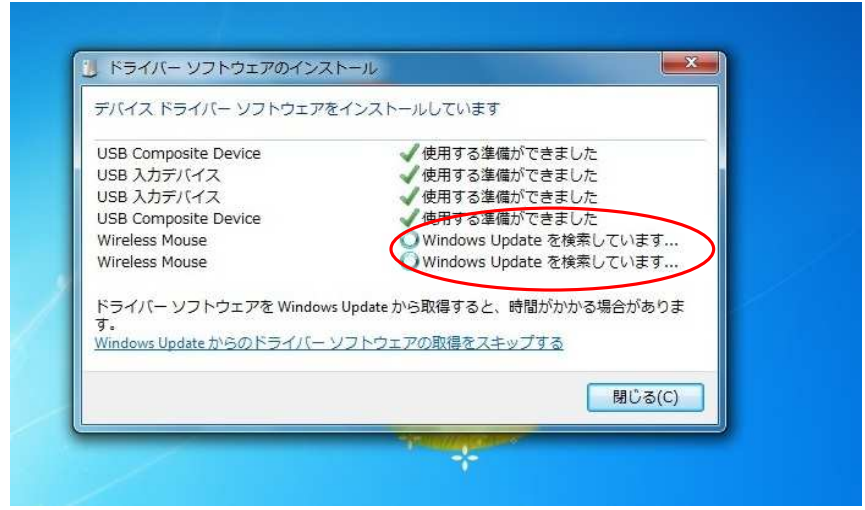 ドライバー ソフトウェアのインストール
デバイス ドライバー ソフトウェアをインストールしています
USB Composite Device 使用する準備ができました
USB 入力デバイス 使用する準備ができました
USB 入力デバイス 使用する準備ができました
USB Composite Device 使用する準備ができました
Wireless Mouse Windows Update を検索しています...
Wireless Mouse Windows Update を検索しています...
ドライバー ソフトウェアを Windows Update から取得すると、時間がかかる場合がありま
す。
Windows Update からのドライバー ソフトウェアの取得をスキップする
閉じる(C)